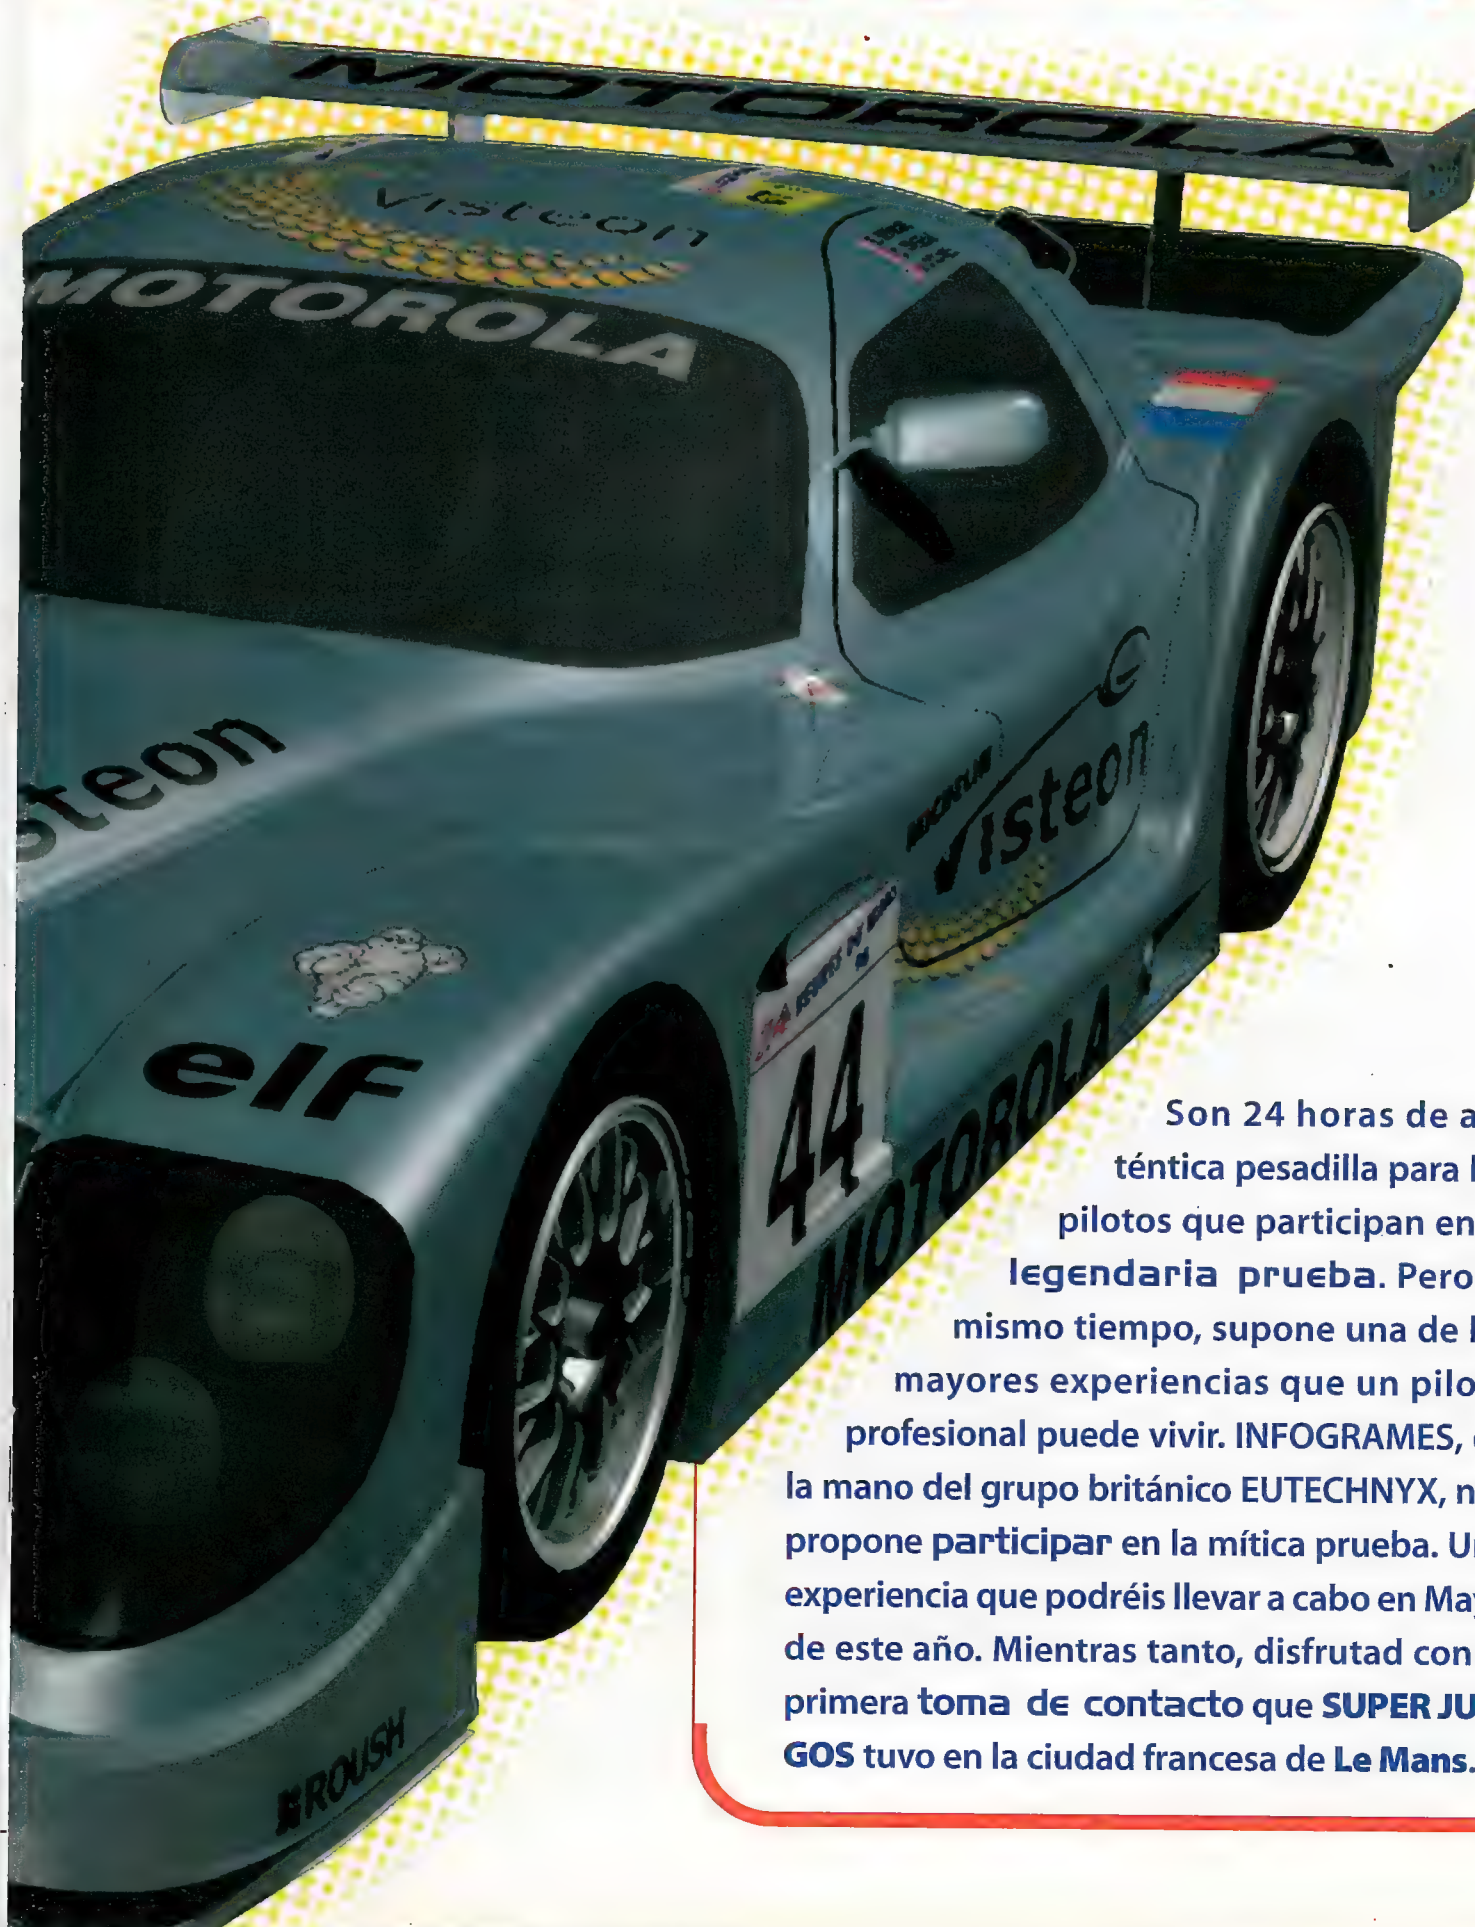 MOTOROLA
Visteon
MOTOROLA
steon
Visteon
elf
44
MOTOROLA
ROUSH
Son 24 horas de a
téntica pesadilla para l
pilotos que participan en
legendaria prueba. Pero
mismo tiempo, supone una de l
mayores experiencias que un pilo
profesional puede vivir. INFOGRAMES,
la mano del grupo británico EUTECHNYX, n
propone participar en la mítica prueba. Un
experiencia que podréis llevar a cabo en May
de este año. Mientras tanto, disfrutad con
primera toma de contacto que SUPER JU
GOS tuvo en la ciudad francesa de Le Mans.